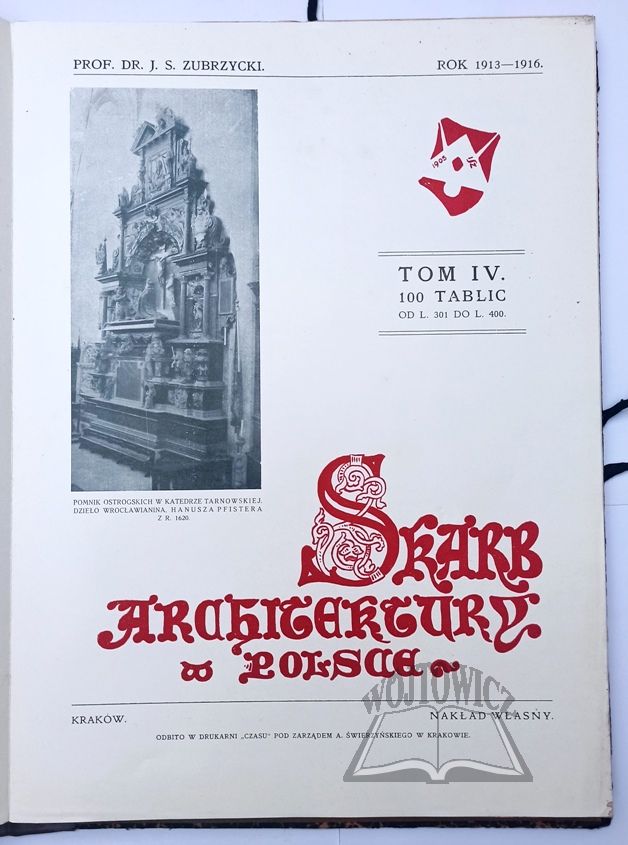 PROF. DR. J. S. ZUBRZYCKI. ROK 1913—1916.
1905
TOM IV.
100 TABLIC
OD L. 301 DO L. 400.
POMNIK OSTROGSKICH W KATEDRZE TARNOWSKIEJ.
DZIEŁO WROCŁAWIANINA, HANUSZA PFISTERA
Z R. 1620.
SKARB
ARCHITEKTURY
W POLSCE
KRAKÓW. NAKŁAD WŁASNY.
ODBITO W DRUKARNI „CZASU" POD ZARZĄDEM A. ŚWIERZYŃSKIEGO W KRAKOWIE.
WÓJTOWICZ